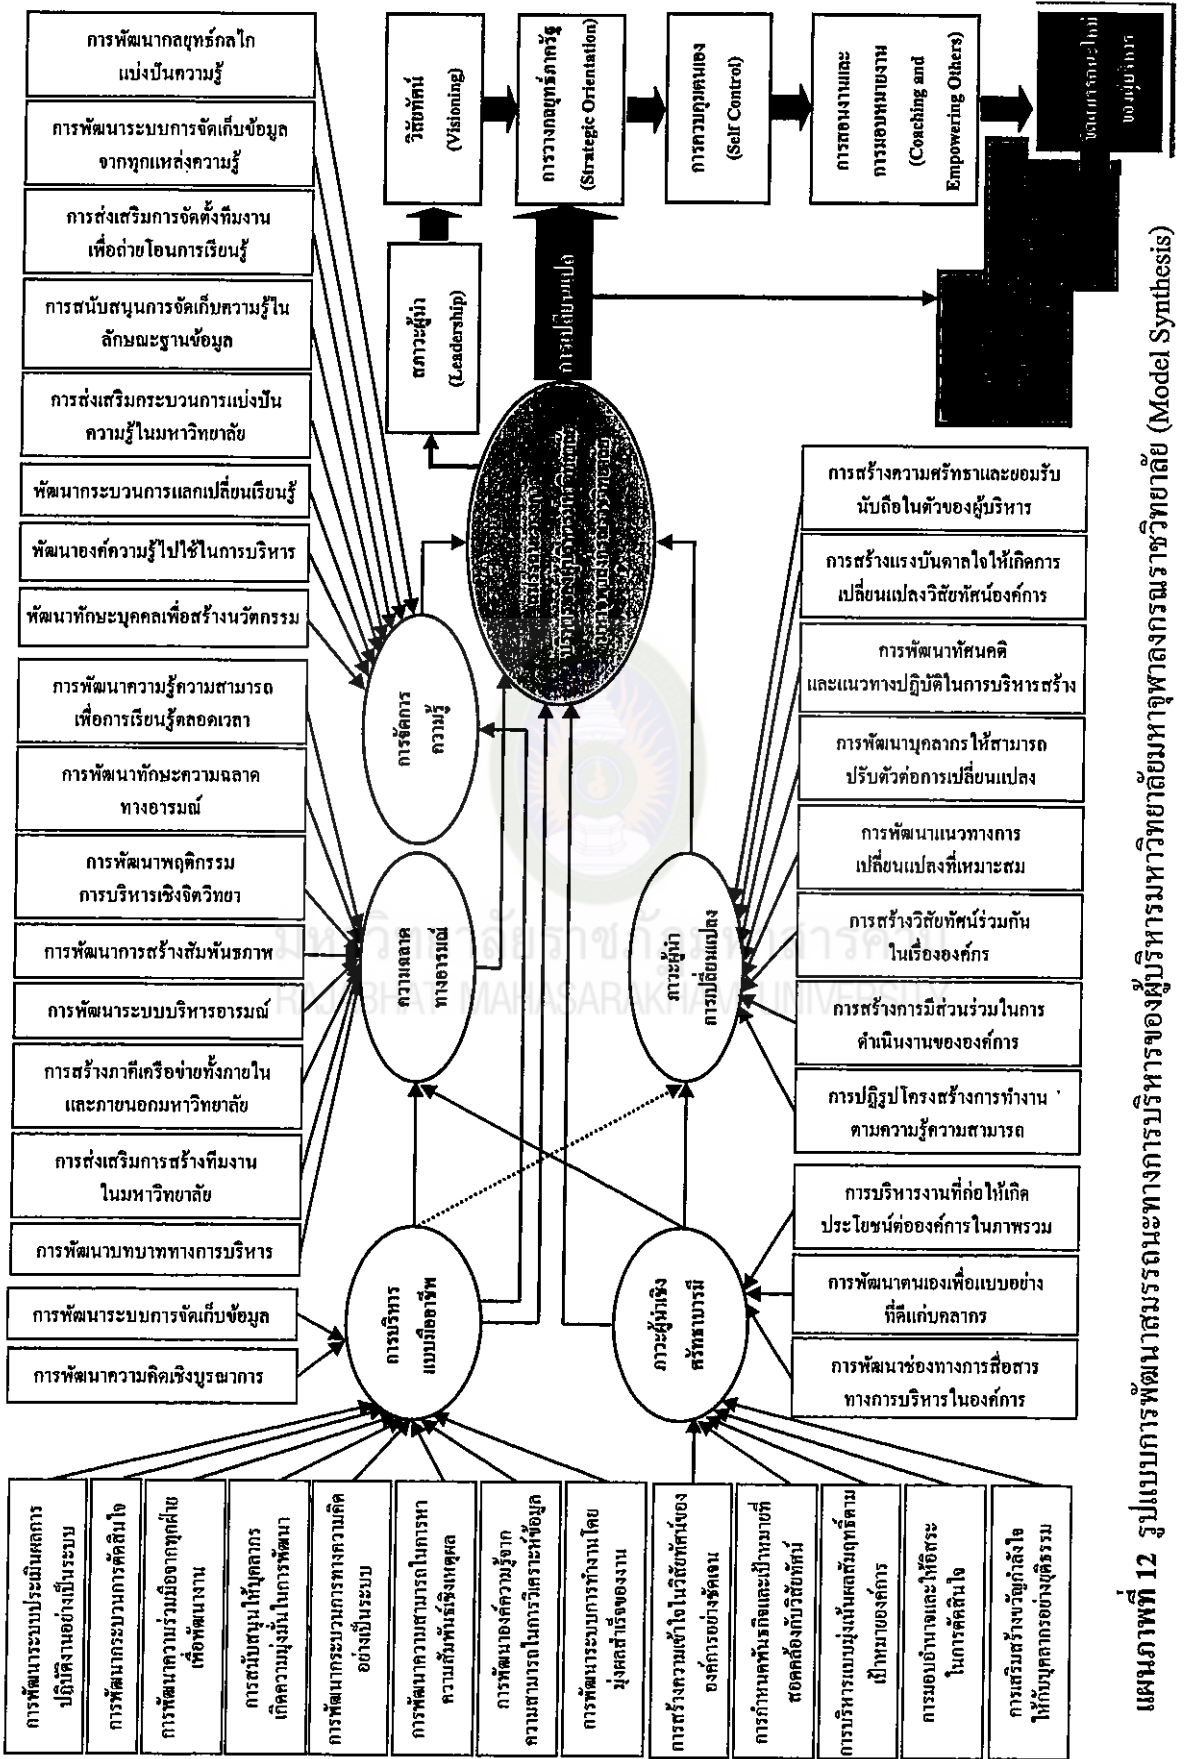 การพัฒนากลยุทธ์กลไก
แบ่งปันความรู้
การพัฒนาระบบการจัดเก็บข้อมูล
จากทุกแหล่งความรู้
การส่งเสริมการจัดตั้งทีมงาน
เพื่อถ่ายโอนการเรียนรู้
การสนับสนุนการจัดเก็บความรู้ใน
ลักษณะฐานข้อมูล
การส่งเสริมกระบวนการแบ่งปัน
ความรู้ในมหาวิทยาลัย
พัฒนากระบวนการแลกเปลี่ยนเรียนรู้
พัฒนาองค์ความรู้ไปใช้ในการบริหาร
พัฒนาทักษะบุคคลเพื่อสร้างนวัตกรรม
การพัฒนาความรู้ความสามารถ
เพื่อการเรียนรู้ตลอดเวลา
การพัฒนาทักษะความฉลาด
ทางอารมณ์
การพัฒนาพฤติกรรม
การบริหารเชิงจิตวิทยา
การพัฒนาการสร้างสัมพันธภาพ
การพัฒนาระบบบริหารอารมณ์
การสร้างภาคีเครือข่ายทั้งภายใน
และภายนอกมหาวิทยาลัย
การส่งเสริมการสร้างทีมงาน
ในมหาวิทยาลัย
การพัฒนาบทบาททางการบริหาร
การพัฒนาระบบการจัดเก็บข้อมูล
การพัฒนาความคิดเชิงบูรณาการ
การพัฒนาระบบประเมินผลการ
ปฏิบัติงานอย่างเป็นระบบ
การพัฒนากระบวนการตัดสินใจ
การพัฒนาความร่วมมือจากทุกฝ่าย
เพื่อพัฒนางาน
การสนับสนุนให้บุคลากร
เกิดความมุ่งมั่นในการพัฒนา
การพัฒนากระบวนการทางความคิด
อย่างเป็นระบบ
การพัฒนาความสามารถในการหา
ความสัมพันธ์เชิงเหตุผล
การพัฒนาองค์ความรู้จาก
ความสามารถในการวิเคราะห์ข้อมูล
การพัฒนาระบบการทำงานโดย
มุ่งผลสำเร็จของงาน
การสร้างความเข้าใจในวิสัยทัศน์ของ
องค์การอย่างชัดเจน
การกำหนดพันธกิจและเป้าหมายที่
สอดคล้องกับวิสัยทัศน์
การบริหารแบบมุ่งเน้นผลสัมฤทธิ์ตาม
เป้าหมายองค์การ
การมอบอำนาจและให้อิสระ
ในการตัดสินใจ
การเสริมสร้างขวัญกำลังใจ
ให้กับบุคลากรอย่างยุติธรรม
การบริหาร
แบบมืออาชีพ
ภาวะผู้นำเชิง
ศรัทธาบารมี
ความฉลาด
ทางอารมณ์
ภาวะผู้นำ
การเปลี่ยนแปลง
การจัดการ
ความรู้
การสร้างความศรัทธาและยอมรับ
นับถือในตัวของผู้บริหาร
การสร้างแรงบันดาลใจให้เกิดการ
เปลี่ยนแปลงวิสัยทัศน์องค์การ
การพัฒนาทัศนคติ
และแนวทางปฏิบัติในการบริหารสร้าง
การพัฒนาบุคลากรให้สามารถ
ปรับตัวต่อการเปลี่ยนแปลง
การพัฒนาแนวทางการ
เปลี่ยนแปลงที่เหมาะสม
การสร้างวิสัยทัศน์ร่วมกัน
ในเรื่ององค์กร
การสร้างการมีส่วนร่วมในการ
ดำเนินงานขององค์การ
การปฏิรูปโครงสร้างการทำงาน
ตามความรู้ความสามารถ
การบริหารงานที่ก่อให้เกิด
ประโยชน์ต่อองค์การในภาพรวม
การพัฒนาตนเองเพื่อแบบอย่าง
ที่ดีแก่บุคลากร
การพัฒนาช่องทางการสื่อสาร
ทางการบริหารในองค์การ
สภาวะผู้นำ
(Leadership)
วิสัยทัศน์
(Visioning)
การวางกลยุทธ์ภาครัฐ
(Strategic Orientation)
การควบคุมตนเอง
(Self Control)
การสอนงานและ
การมอบหมายงาน
(Coaching and
Empowering Others)
การเปลี่ยนแปลง
ของผู้บริหาร
มหาวิทยาลัยราชภัฏมหาสารคาม
RAJABHAT MAHASARAKHAM UNIVERSITY
แผนภาพที่ 12 รูปแบบการพัฒนาสมรรถนะทางการบริหารของผู้บริหารมหาวิทยาลัยมหาจุฬาลงกรณราชวิทยาลัย (Model Synthesis)